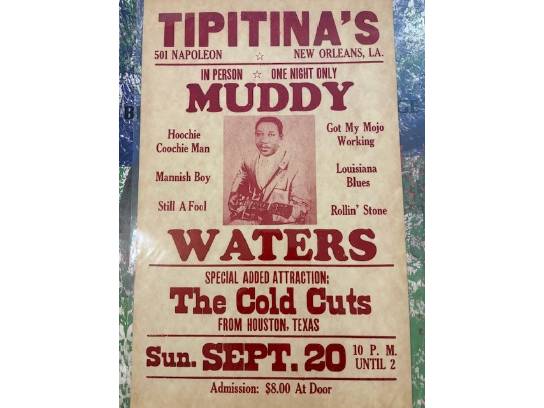 TIPITINA'S
501 NAPOLEON ☆ NEW ORLEANS, LA.
IN PERSON ☆ ONE NIGHT ONLY
MUDDY
Hoochie
Coochie Man
Mannish Boy
Still A Fool
Got My Mojo
Working
Louisiana
Blues
Rollin' Stone
WATERS
SPECIAL ADDED ATTRACTION:
The Cold Cuts
FROM HOUSTON, TEXAS
Sun. SEPT. 20 10 P. M.
UNTIL 2
Admission: $8.00 At Door